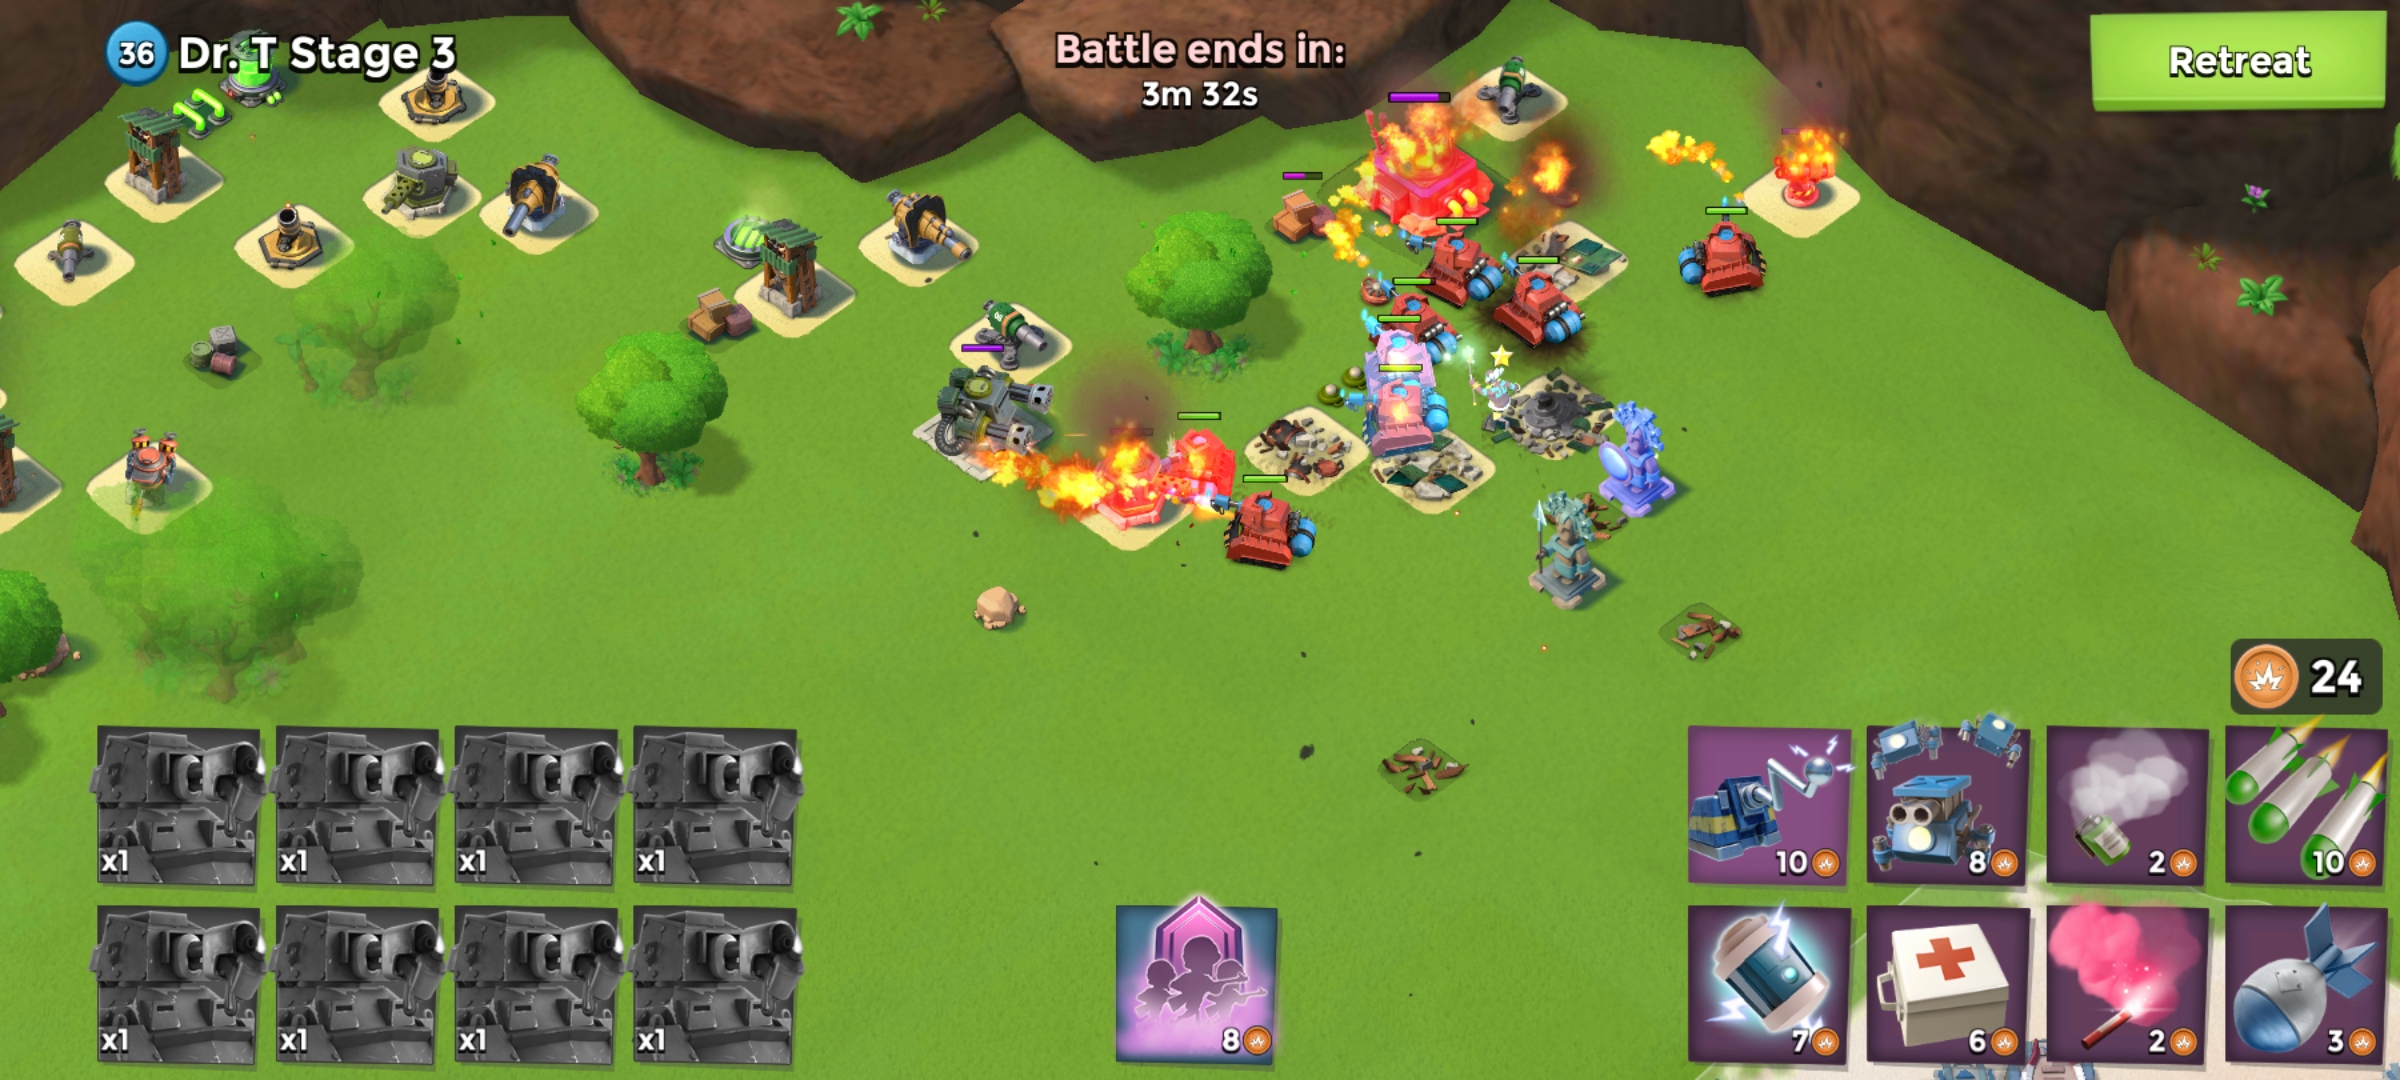 36 Dr. T Stage 3
Battle ends in:
3m 32s
Retreat
24
x1 x1 x1 x1
10 8 2 10
x1 x1 x1 x1
8
7 6 2 3